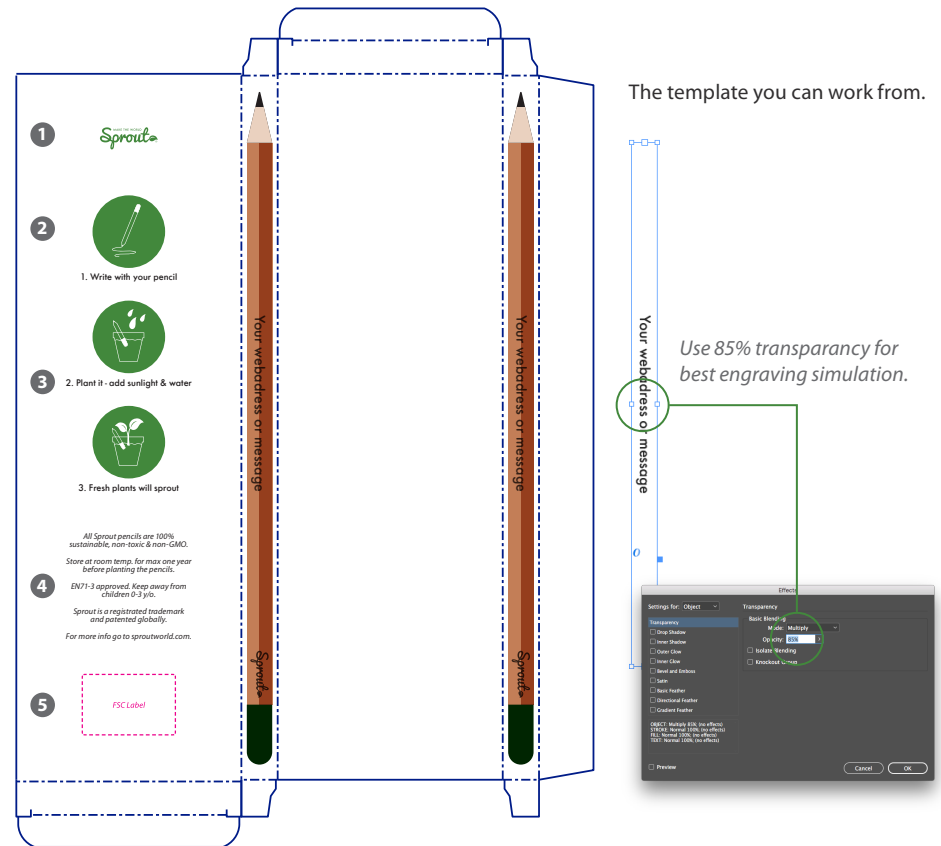 The template you can work from.
1
MAKE THE WORLD
Sprout
2
1. Write with your pencil
3
2. Plant it - add sunlight & water
3. Fresh plants will sprout
4
All Sprout pencils are 100%
sustainable, non-toxic & non-GMO.
Store at room temp. for max one year
before planting the pencils.
EN71-3 approved. Keep away from
children 0-3 y/o.
Sprout is a registrated trademark
and patented globally.
For more info go to sproutworld.com.
5
FSC Label
Your webadress or message
Sprout
Your webadress or message
Sprout
Your webadress or message
Use 85% transparancy for
best engraving simulation.
Effects
Settings for: Object
Transparency
Drop Shadow
Inner Shadow
Outer Glow
Inner Glow
Bevel and Emboss
Satin
Basic Feather
Directional Feather
Gradient Feather
OBJECT: Multiply 85%; (no effects)
STROKE: Normal 100%; (no effects)
FILL: Normal 100%; (no effects)
TEXT: Normal 100%; (no effects)
Preview
Transparency
Basic Blending
Mode: Multiply
Opacity: 85%
Isolate Blending
Knockout Group
Cancel
OK